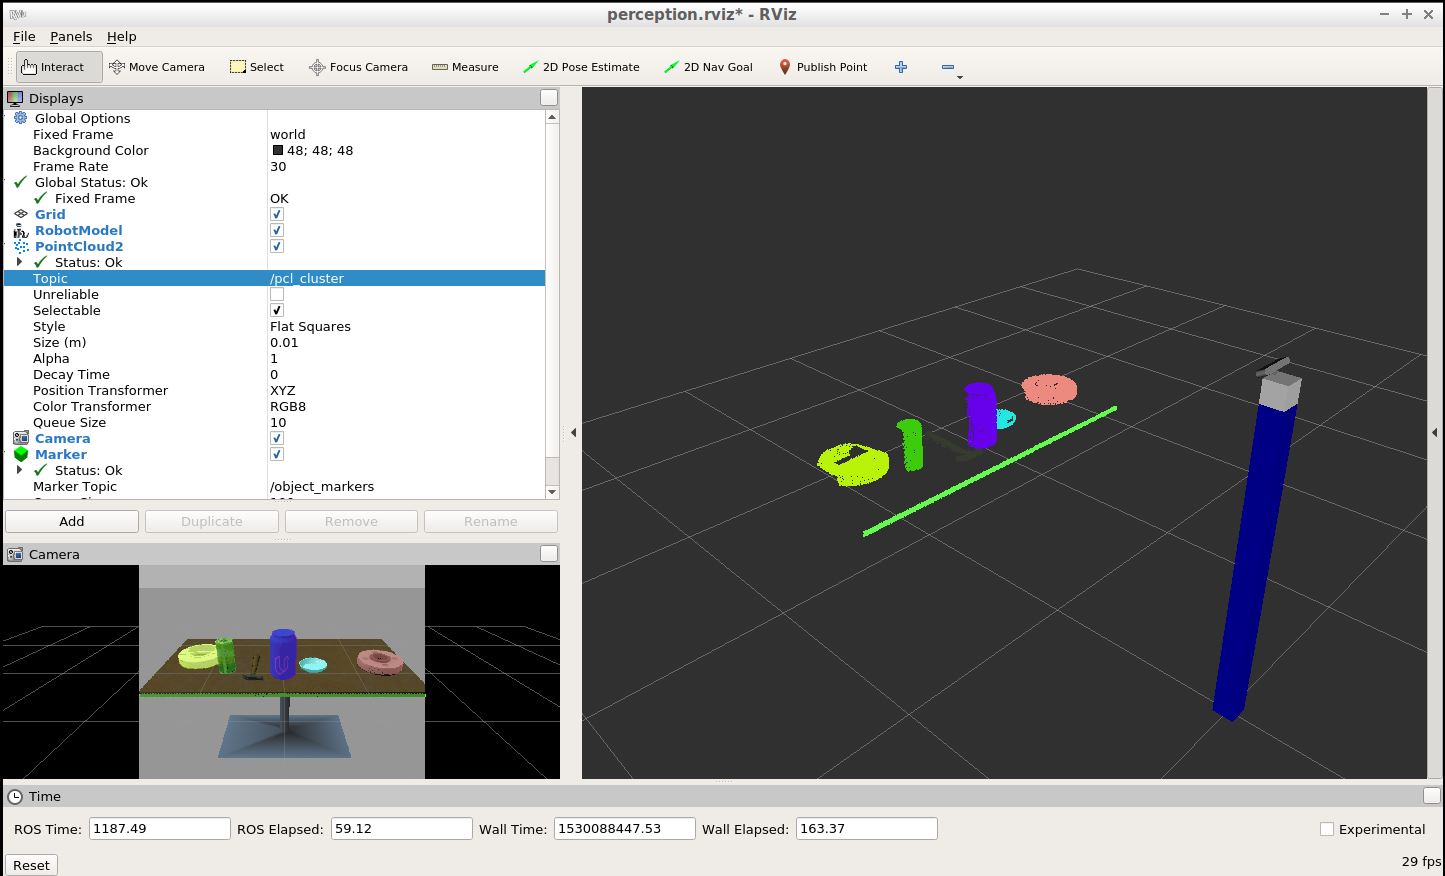 perception.rviz* - RViz
File Panels Help
Interact Move Camera Select Focus Camera Measure 2D Pose Estimate 2D Nav Goal Publish Point
Displays
Global Options
Fixed Frame world
Background Color 48; 48; 48
Frame Rate 30
Global Status: Ok
Fixed Frame OK
Grid
RobotModel
PointCloud2
Status: Ok
Topic /pcl_cluster
Unreliable
Selectable
Style Flat Squares
Size (m) 0.01
Alpha 1
Decay Time 0
Position Transformer XYZ
Color Transformer RGB8
Queue Size 10
Camera
Marker
Status: Ok
Marker Topic /object_markers
Add Duplicate Remove Rename
Camera
Time
ROS Time: 1187.49 ROS Elapsed: 59.12 Wall Time: 1530088447.53 Wall Elapsed: 163.37 Experimental
Reset 29 fps